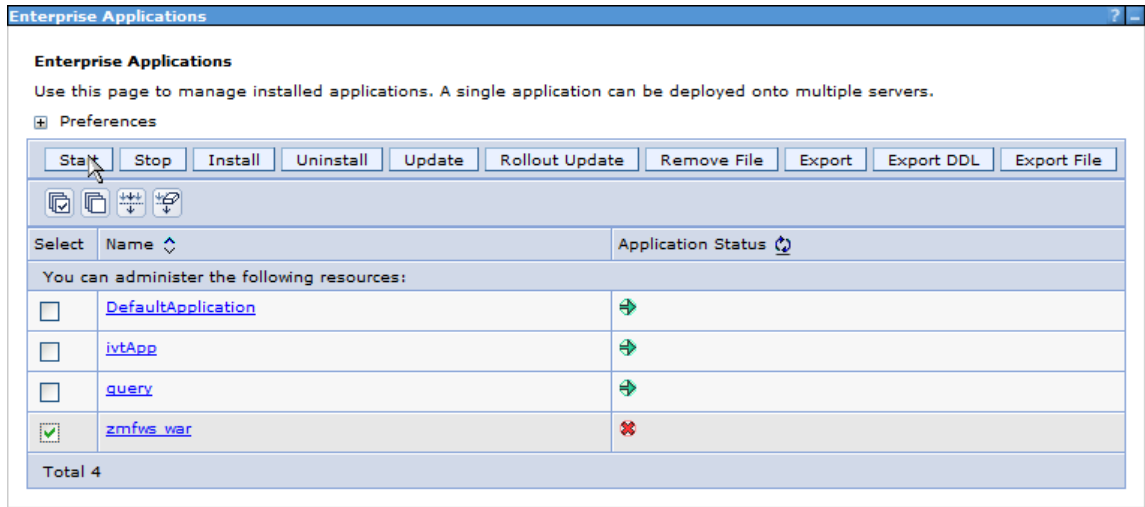 Enterprise Applications ? -
Enterprise Applications
Use this page to manage installed applications. A single application can be deployed onto multiple servers.
+ Preferences
Start Stop Install Uninstall Update Rollout Update Remove File Export Export DDL Export File
Select Name Application Status
You can administer the following resources:
DefaultApplication
ivtApp
query
zmfws_war
Total 4